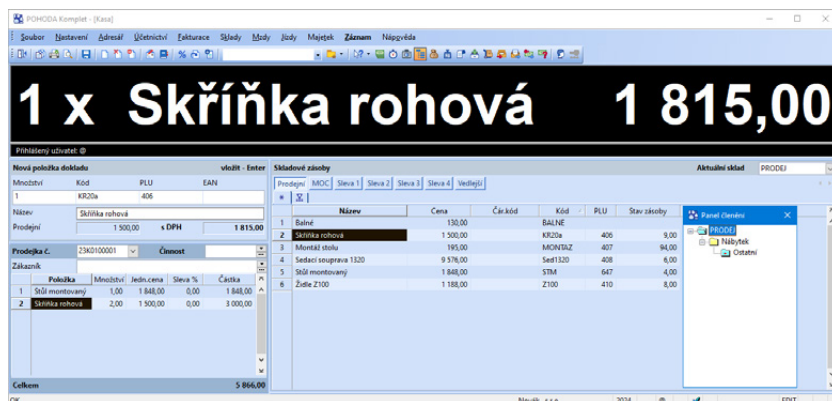 POHODA Komplet - [Kasa]
Soubor Nastavení Adresář Účetnictví Fakturace Sklady Mzdy Jízdy Majetek Záznam Nápověda
1 x Skříňka rohová 1 815,00
Přihlášený uživatel: @
Nová položka dokladu vložit - Enter
Množství Kód PLU EAN
1 KR20a 406
Název Skříňka rohová
Prodejní 1 500,00 s DPH 1 815,00
Prodejka č. 23K0100001 Činnost
Zákazník
Položka Množství Jedn.cena Sleva % Částka
1 Stůl montovaný 1,00 1 848,00 0,00 1 848,00
2 Skříňka rohová 2,00 1 500,00 0,00 3 000,00
Celkem 5 866,00
Skladové zásoby Aktuální sklad PRODEJ
Prodejní MOC Sleva 1 Sleva 2 Sleva 3 Sleva 4 Vedlejší
Název Cena Čár.kód Kód PLU Stav zásoby
1 Balné 130,00 BALNE
2 Skříňka rohová 1 500,00 KR20a 406 9,00
3 Montáž stolu 195,00 MONTAZ 407 94,00
4 Sedací souprava 1320 9 576,00 Sed1320 408 6,00
5 Stůl montovaný 1 848,00 STM 647 4,00
6 Židle Z100 1 188,00 Z100 410 8,00
Panel členění
PRODEJ
Nábytek
Ostatní
OK Novák s.r.o. 2024 @ EDIT